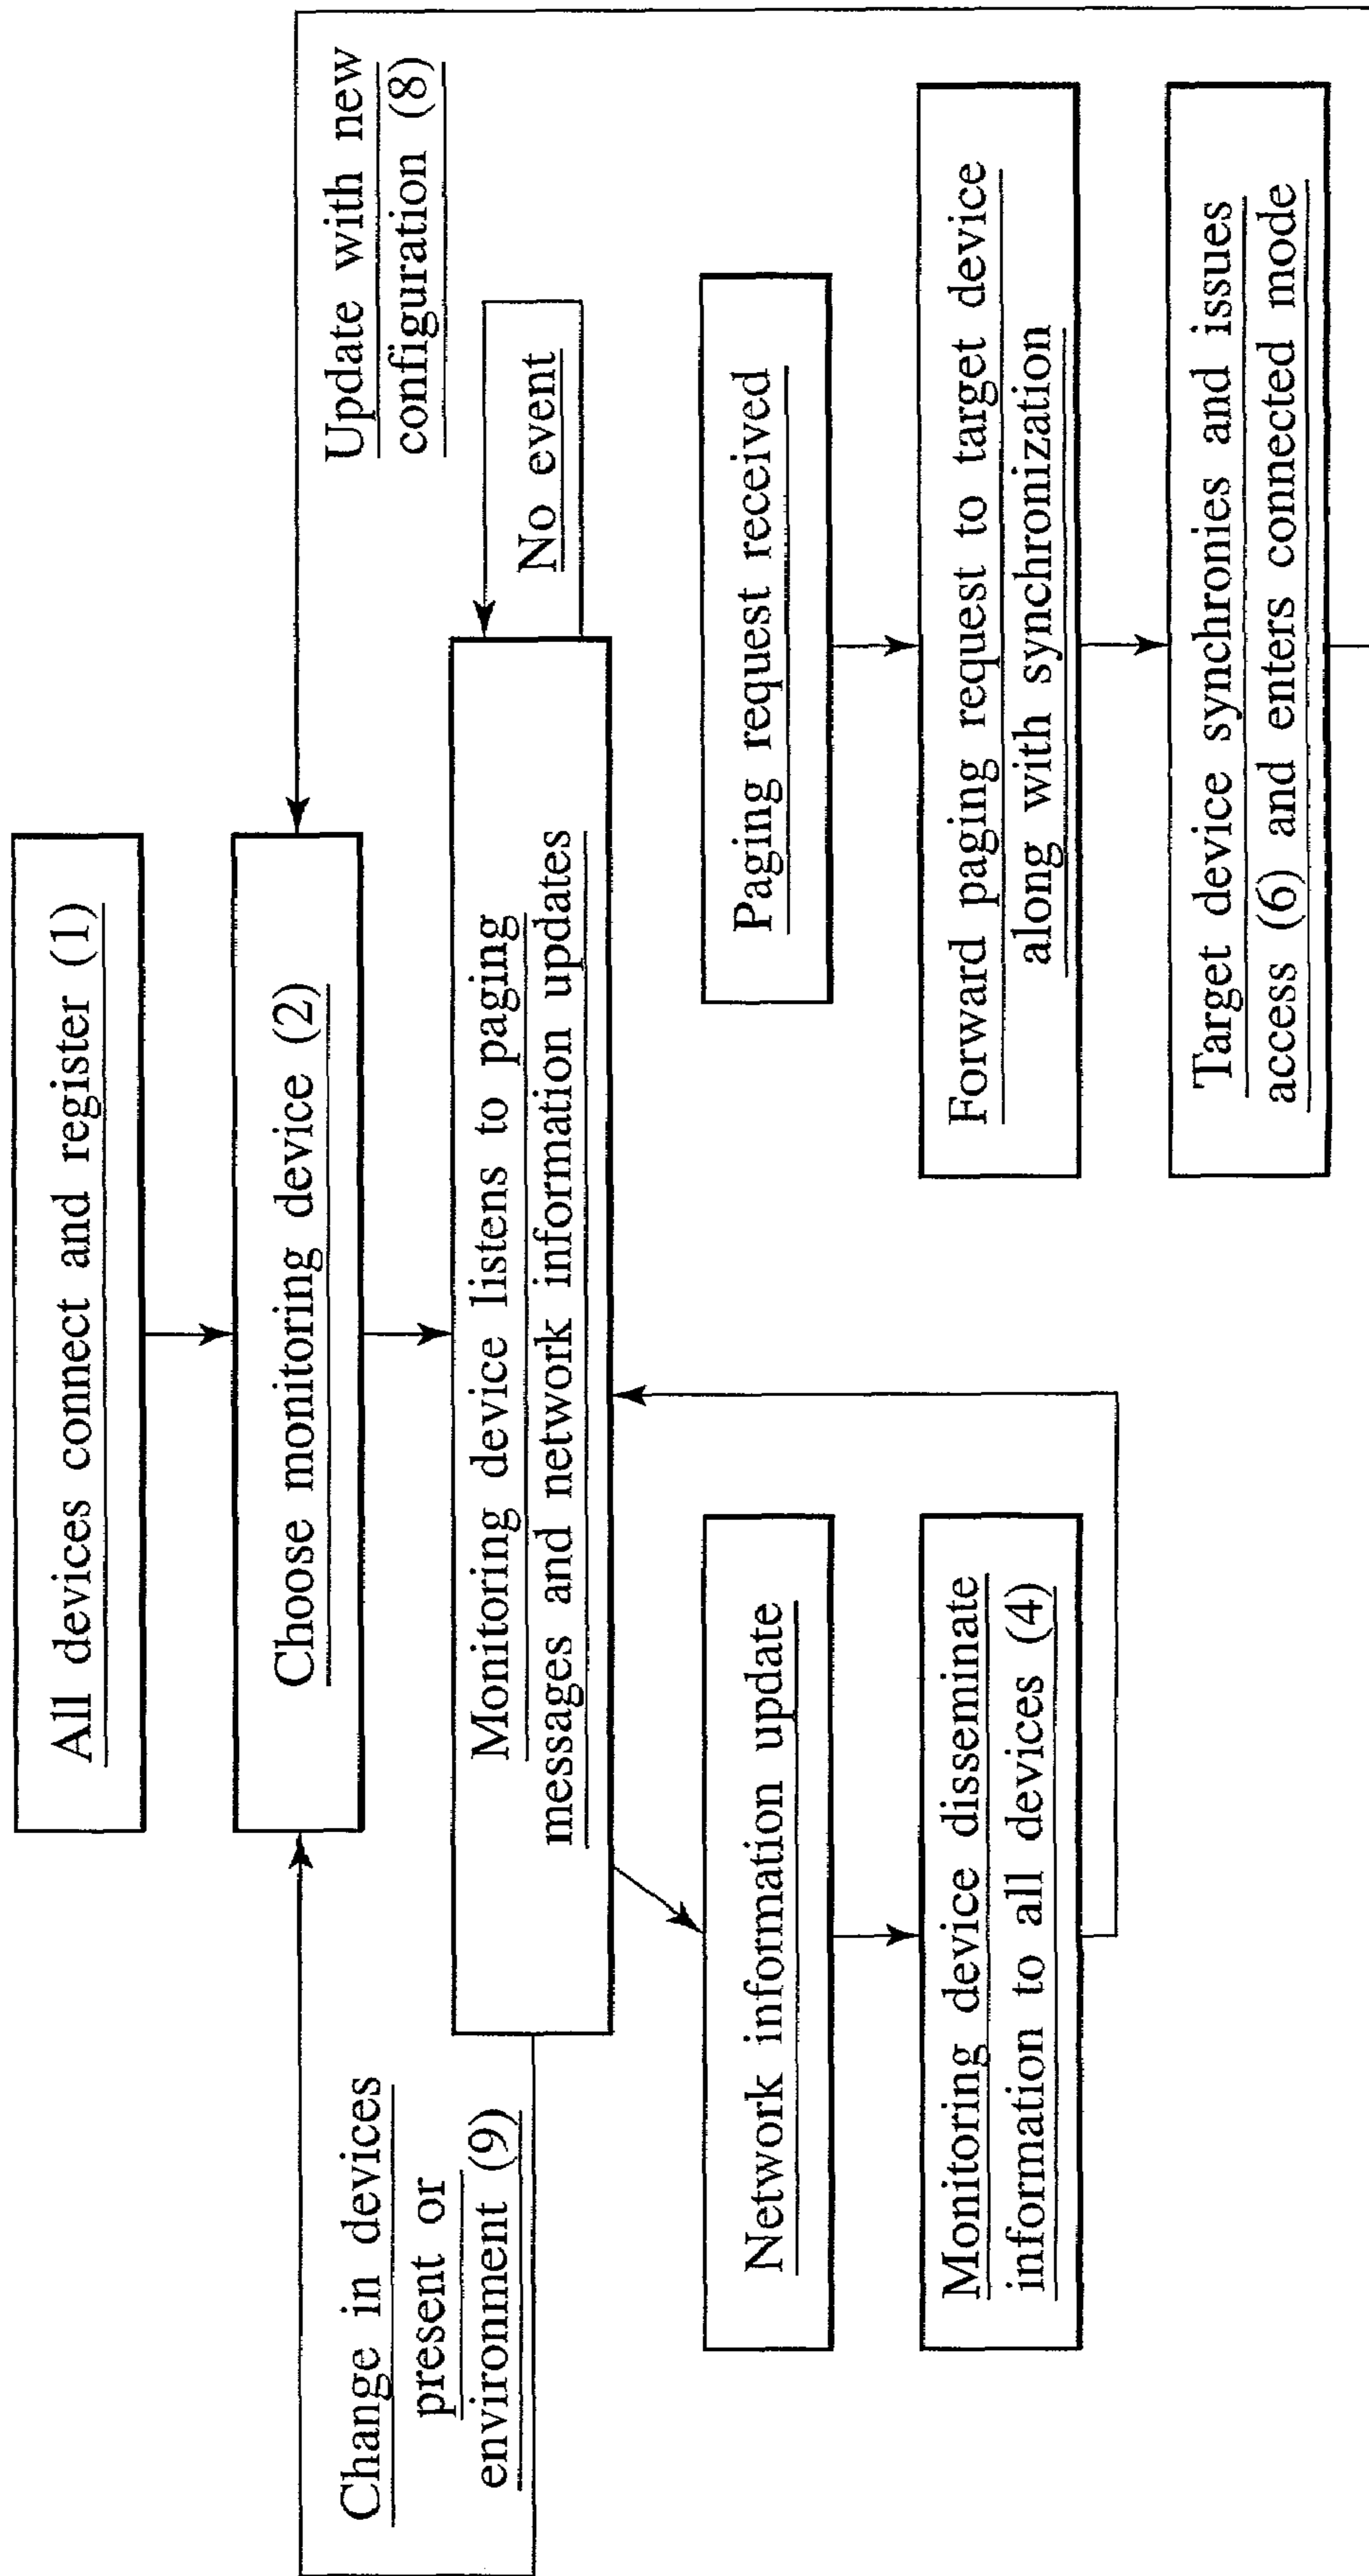 All devices connect and register (1)
Choose monitoring device (2)
Update with new
configuration (8)
Change in devices
present or
environment (9)
Monitoring device listens to paging
messages and network information updates
No event
Network information update
Monitoring device disseminate
information to all devices (4)
Paging request received
Forward paging request to target device
along with synchronization
Target device synchronies and issues
access (6) and enters connected mode